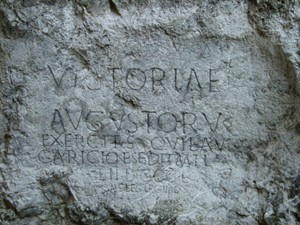 VICTORIAE
AVGVSTORV
EXERCITVS QVI LAV
GARICIONE SEDIT MIL